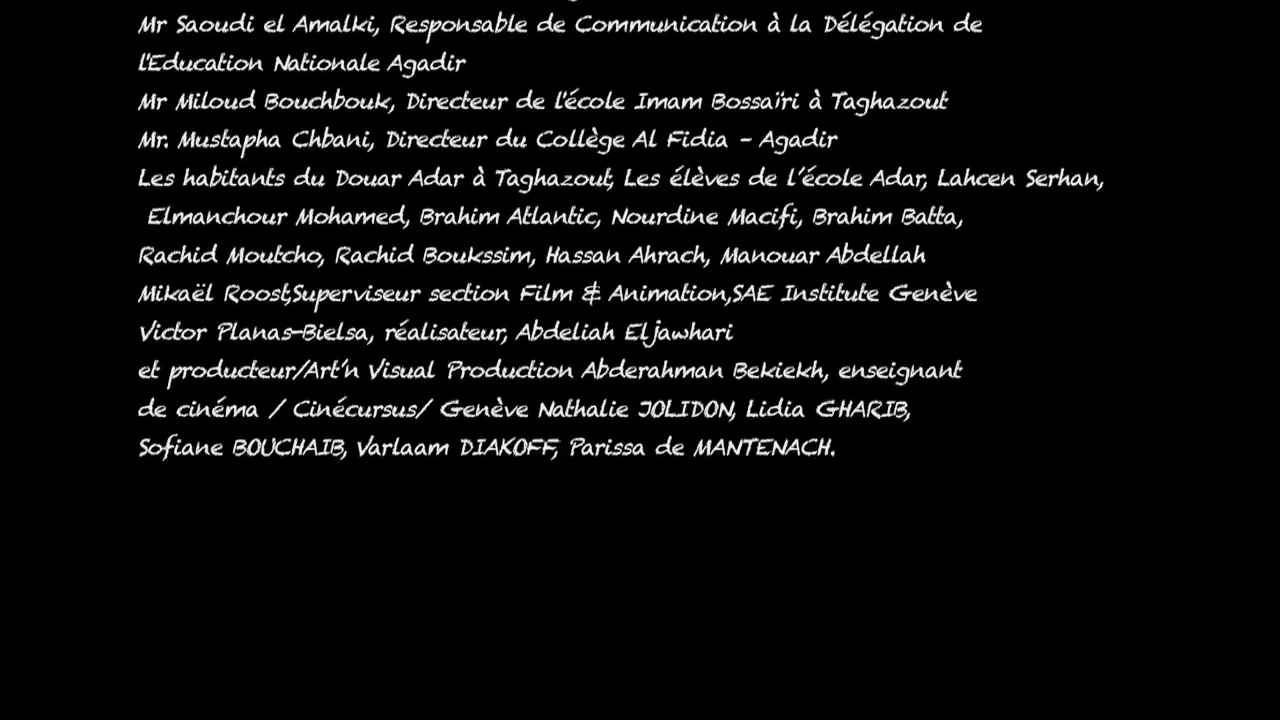 Mr Saoudi el Amalki, Responsable de Communication à la Délégation de
l'Education Nationale Agadir
Mr Miloud Bouchbouk, Directeur de l'école Imam Bossaïri à Taghazout
Mr. Mustapha Chbani, Directeur du Collège Al Fidia - Agadir
Les habitants du Douar Adar à Taghazout, Les élèves de l'école Adar, Lahcen Serhan,
Elmanchour Mohamed, Brahim Atlantic, Nourdine Macifi, Brahim Batta,
Rachid Moutcho, Rachid Boukssim, Hassan Ahrach, Manouar Abdellah
Mikaël Roost,Superviseur section Film & Animation,SAE Institute Genève
Victor Planas-Bielsa, réalisateur, Abdeliah Eljawhari
et producteur/Art'n Visual Production Abderahman Bekiekh, enseignant
de cinéma / Cinécursus/ Genève Nathalie JOLIDON, Lidia GHARIB,
Sofiane BOUCHAIB, Varlaam DIAKOFF, Parissa de MANTENACH.